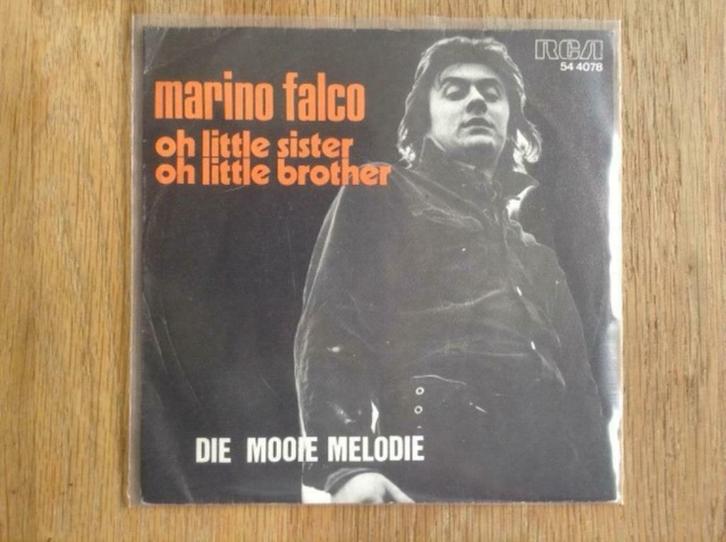 RCA
54 4078
marino falco
oh little sister
oh little brother
DIE MOOIE MELODIE